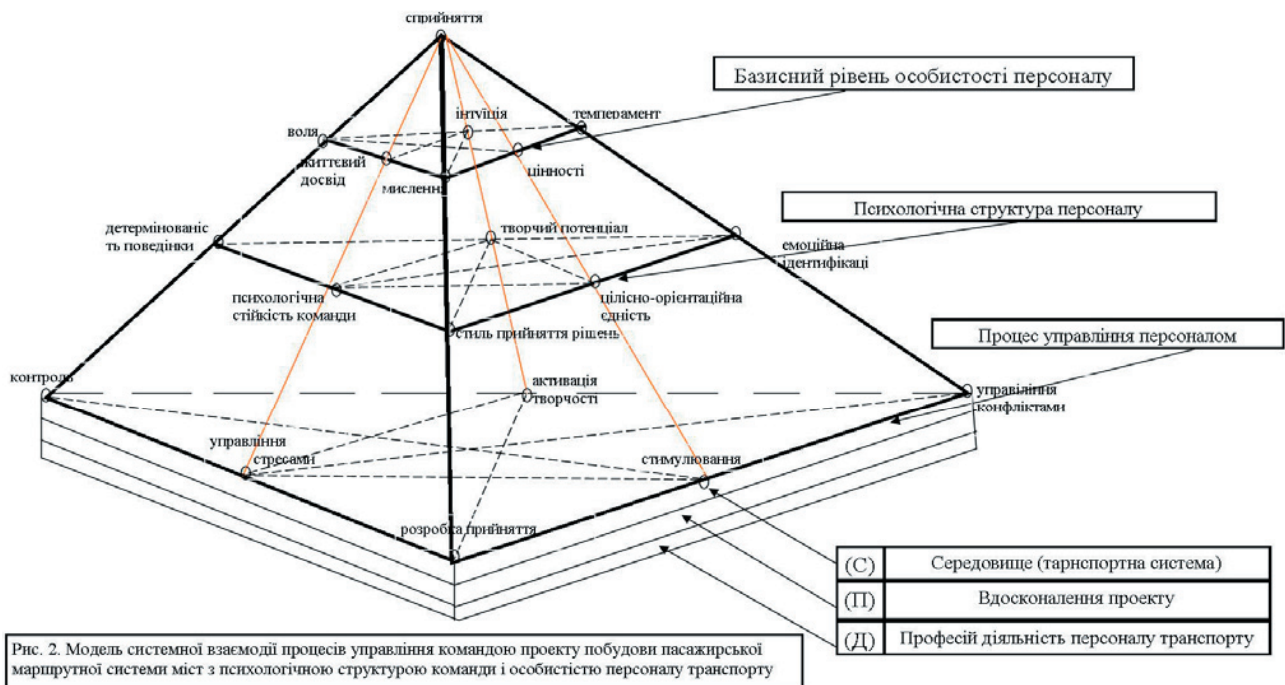 сприйняття
Базисний рівень особистості персоналу
інтуїція
темперамент
воля
життєвий
досвід
цінності
мисленн
Психологічна структура персоналу
детермінованіс
ть поведінки
творчий потенціал
емоційна
ідентифікаці
психологічна
стійкість команди
цілісно-орієнтаційна
єдність
стиль прийняття рішень
Процес управління персоналом
контроль
активація
творчості
управіління
конфліктами
управління
стресами
стимулювання
розробка прийняття
(С) Середовище (тарнспортна система)
(П) Вдосконалення проекту
(Д) Професій діяльність персоналу транспорту
Рис. 2. Модель системної взаємодії процесів управління командою проекту побудови пасажирської
маршрутної системи міст з психологічною структурою команди і особистістю персоналу транспорту